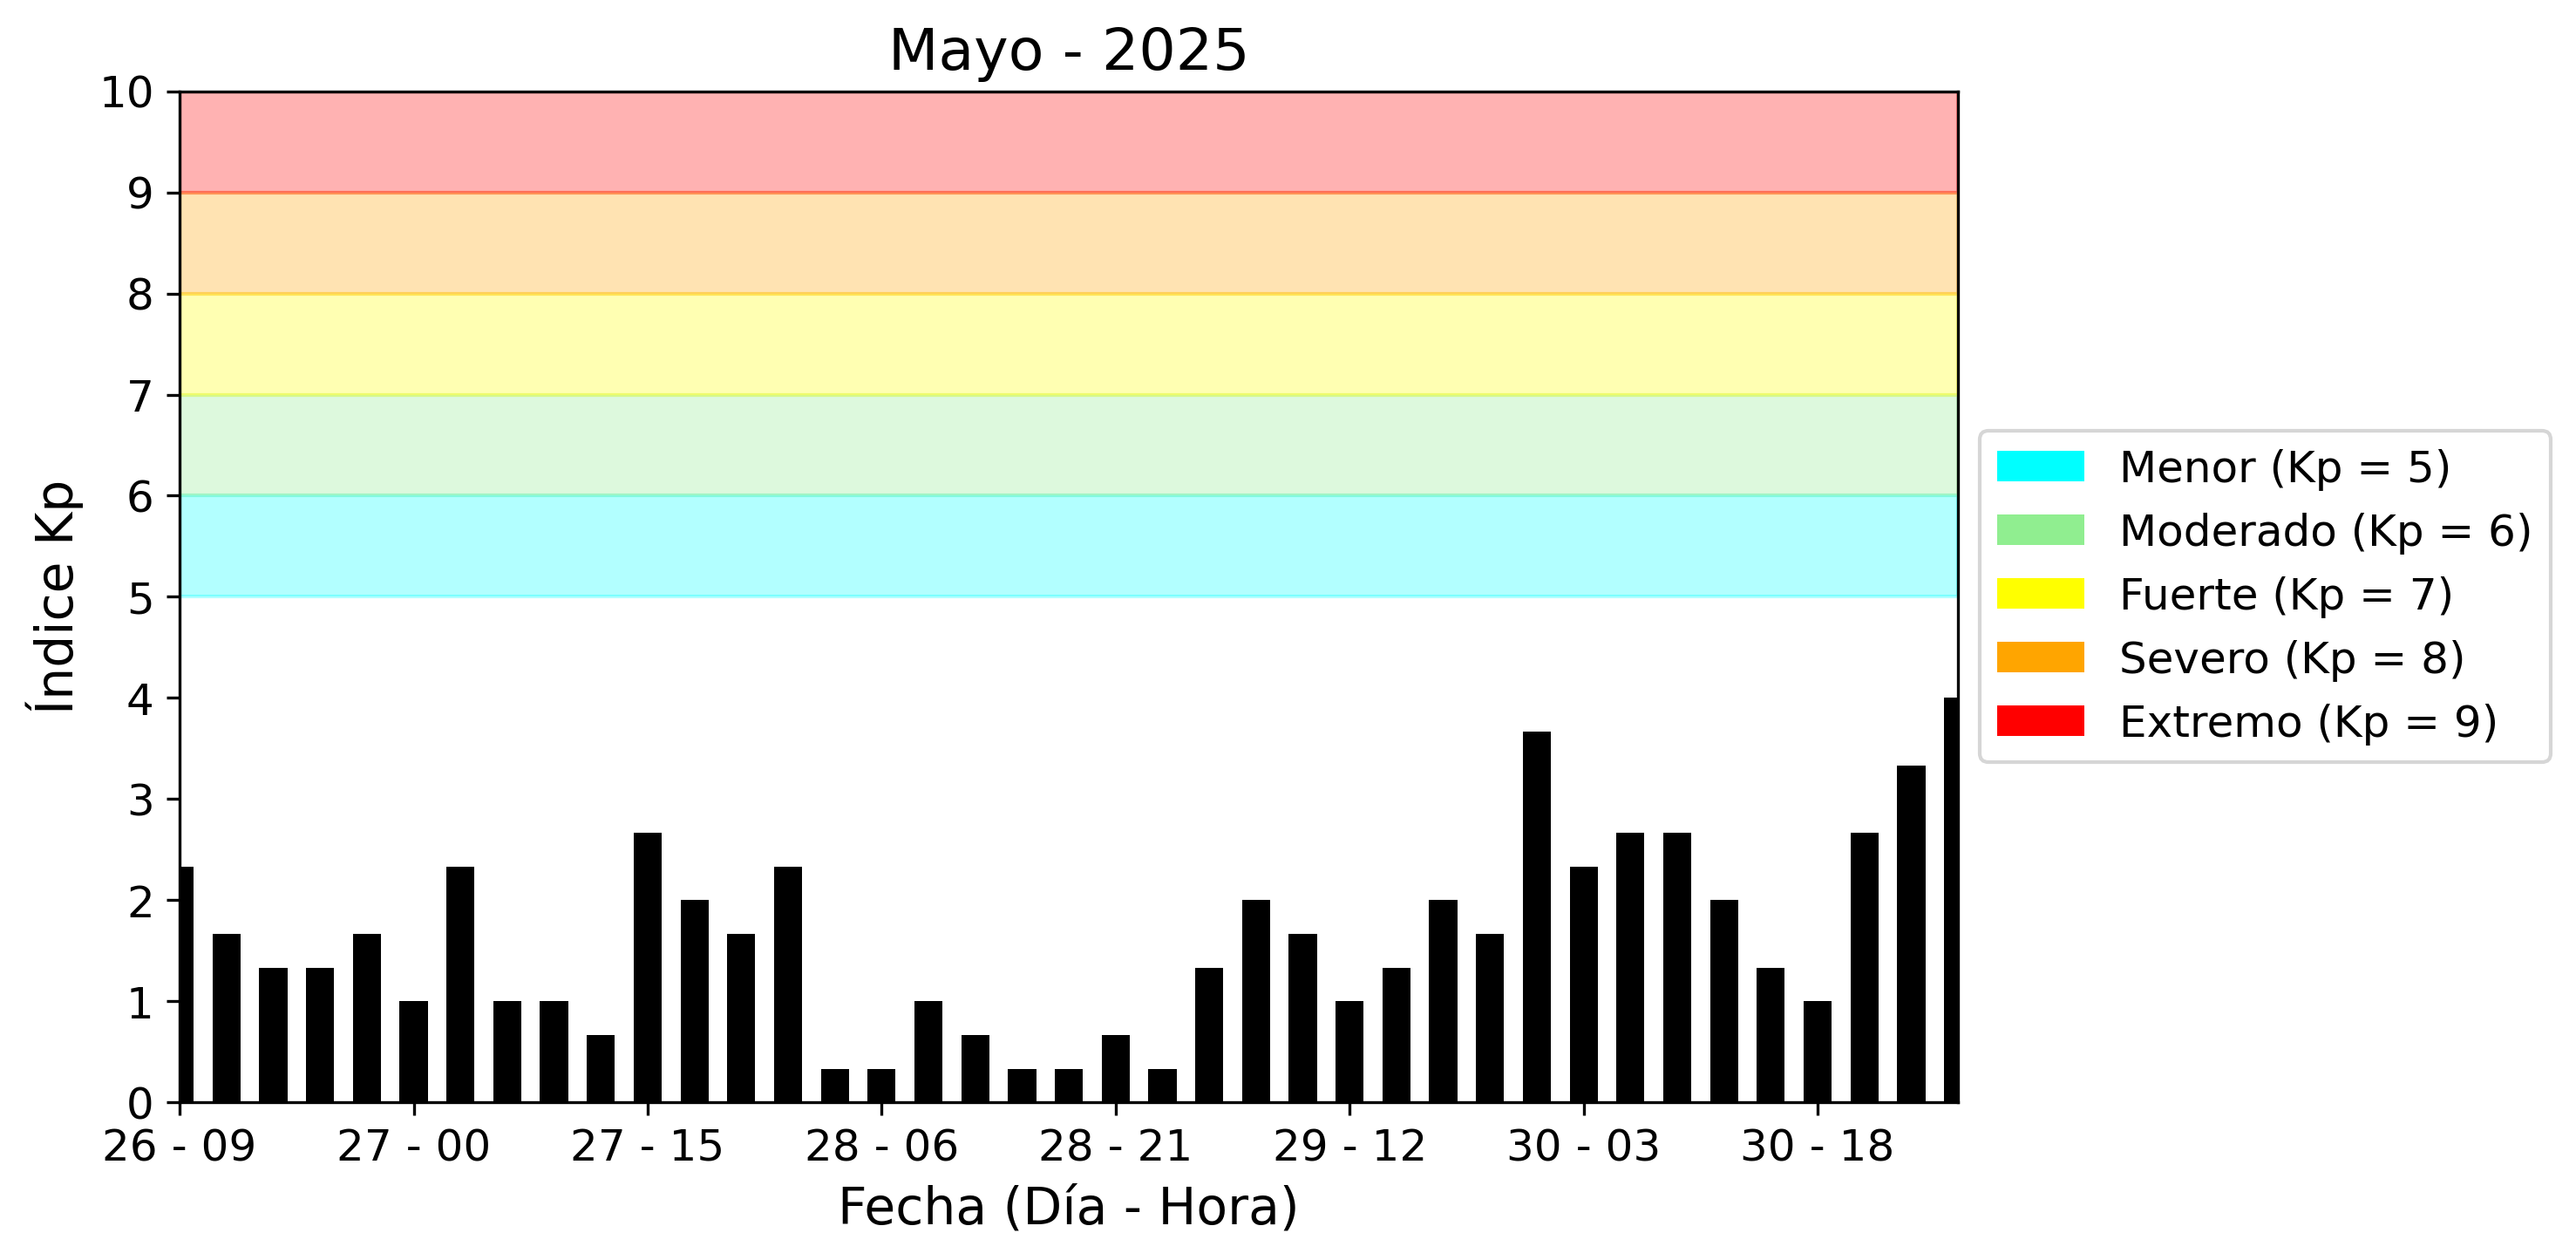 Mayo - 2025
10
9
8
7
6
5
4
3
2
1
0
Índice Kp
26 - 09
27 - 00
27 - 15
28 - 06
28 - 21
29 - 12
30 - 03
30 - 18
Fecha (Día - Hora)
Menor (Kp = 5)
Moderado (Kp = 6)
Fuerte (Kp = 7)
Severo (Kp = 8)
Extremo (Kp = 9)